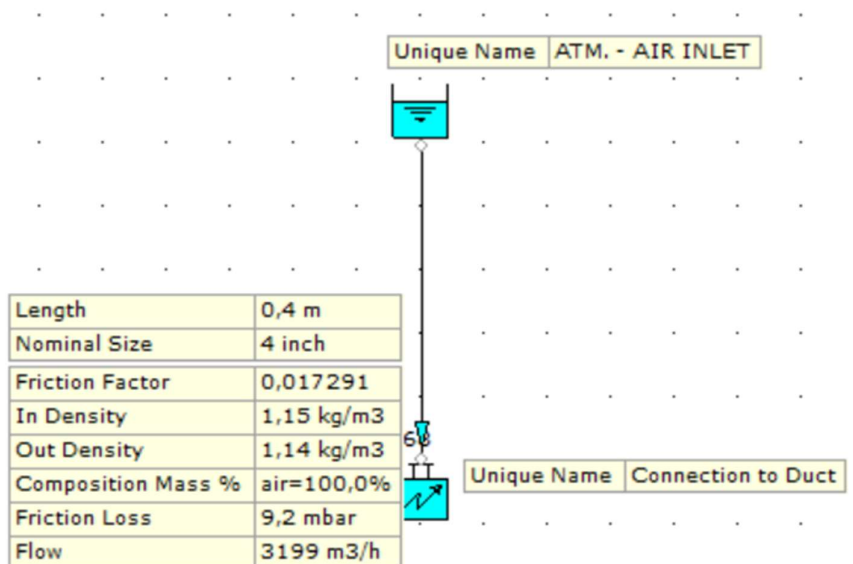 Unique Name ATM. - AIR INLET
Length 0,4 m
Nominal Size 4 inch
Friction Factor 0,017291
In Density 1,15 kg/m3
Out Density 1,14 kg/m3
Composition Mass % air=100,0%
Friction Loss 9,2 mbar
Flow 3199 m3/h
Unique Name Connection to Duct